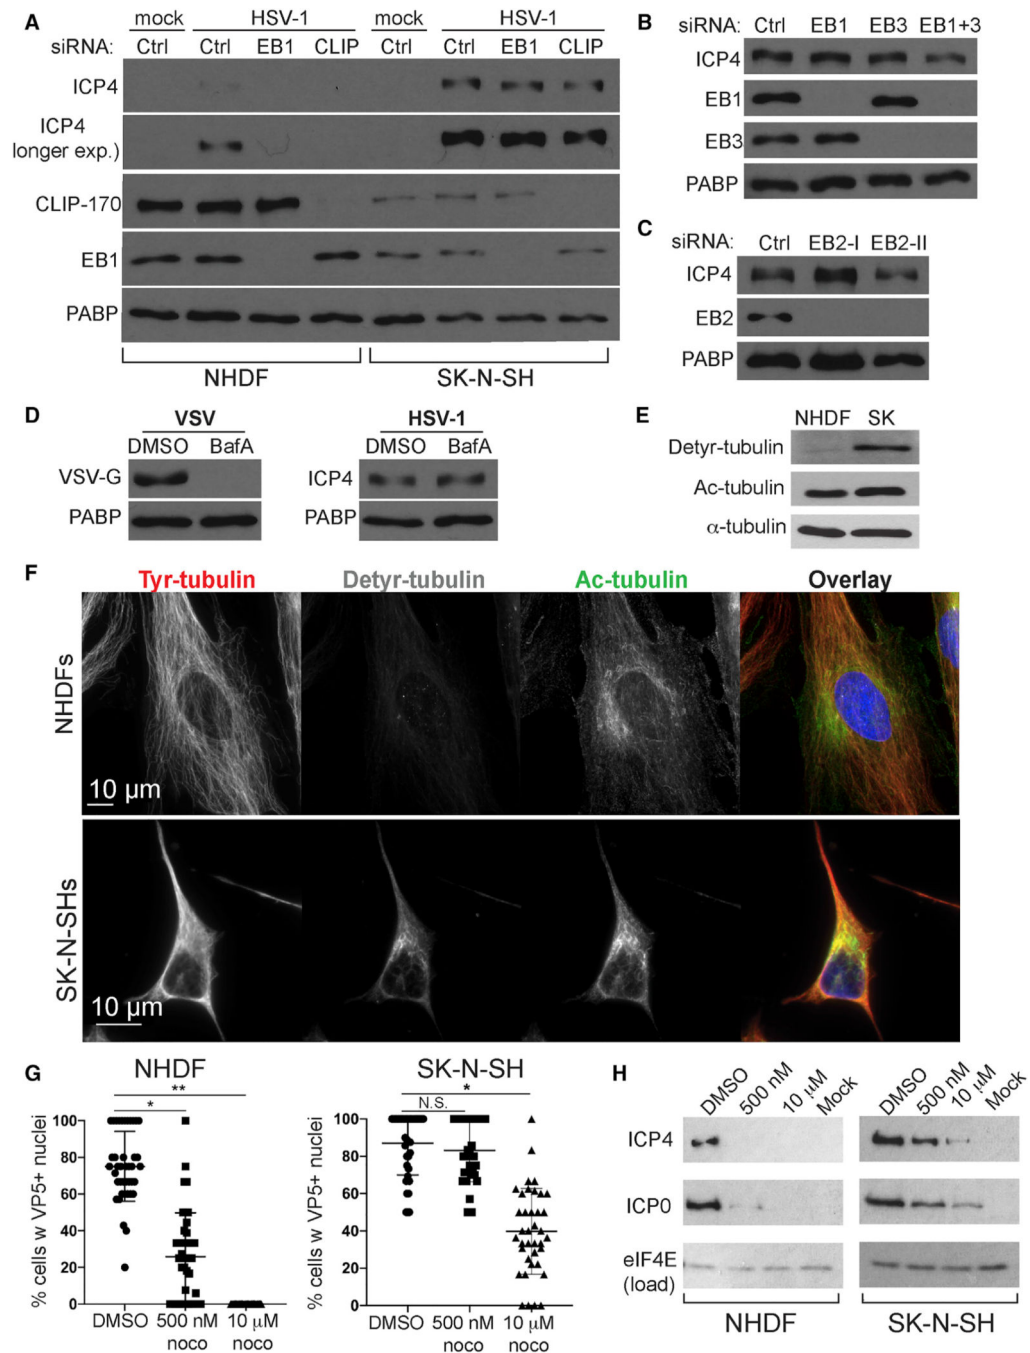 A
mock HSV-1 mock HSV-1
siRNA: Ctrl Ctrl EB1 CLIP Ctrl Ctrl EB1 CLIP
ICP4
ICP4
longer exp.)
CLIP-170
EB1
PABP
NHDF SK-N-SH
B
siRNA: Ctrl EB1 EB3 EB1+3
ICP4
EB1
EB3
PABP
C
siRNA: Ctrl EB2-I EB2-II
ICP4
EB2
PABP
D
VSV
DMSO BafA
VSV-G
PABP
HSV-1
DMSO BafA
ICP4
PABP
E
NHDF SK
Detyr-tubulin
Ac-tubulin
α-tubulin
F
Tyr-tubulin Detyr-tubulin Ac-tubulin Overlay
NHDFs
10 μm
SK-N-SHs
10 μm
G
NHDF
**
*
% cells w VP5+ nuclei
100
80
60
40
20
0
DMSO 500 nM 10 μM
noco noco
SK-N-SH
*
N.S.
% cells w VP5+ nuclei
100
80
60
40
20
0
DMSO 500 nM 10 μM
noco noco
H
DMSO 500 nM 10 μM Mock DMSO 500 nM 10 μM Mock
ICP4
ICP0
eIF4E
(load)
NHDF SK-N-SH